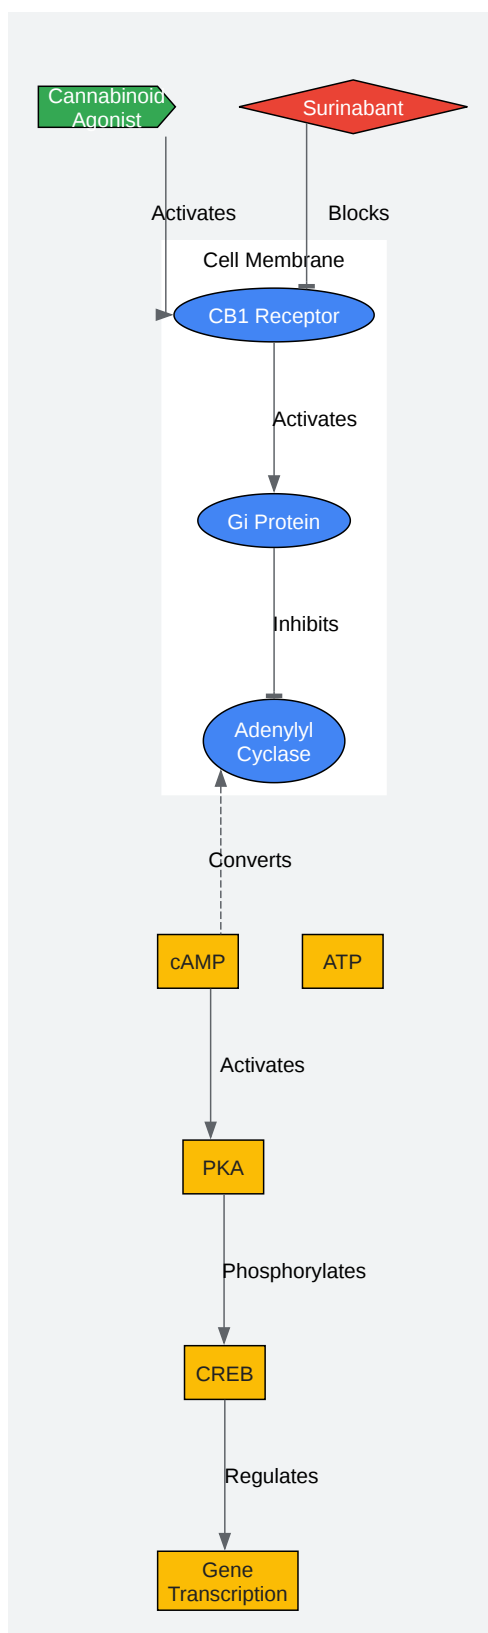 Cannabinoid
Agonist
Surinabant
Activates
Blocks
Cell Membrane
CB1 Receptor
Activates
Gi Protein
Inhibits
Adenylyl
Cyclase
Converts
cAMP
ATP
Activates
PKA
Phosphorylates
CREB
Regulates
Gene
Transcription